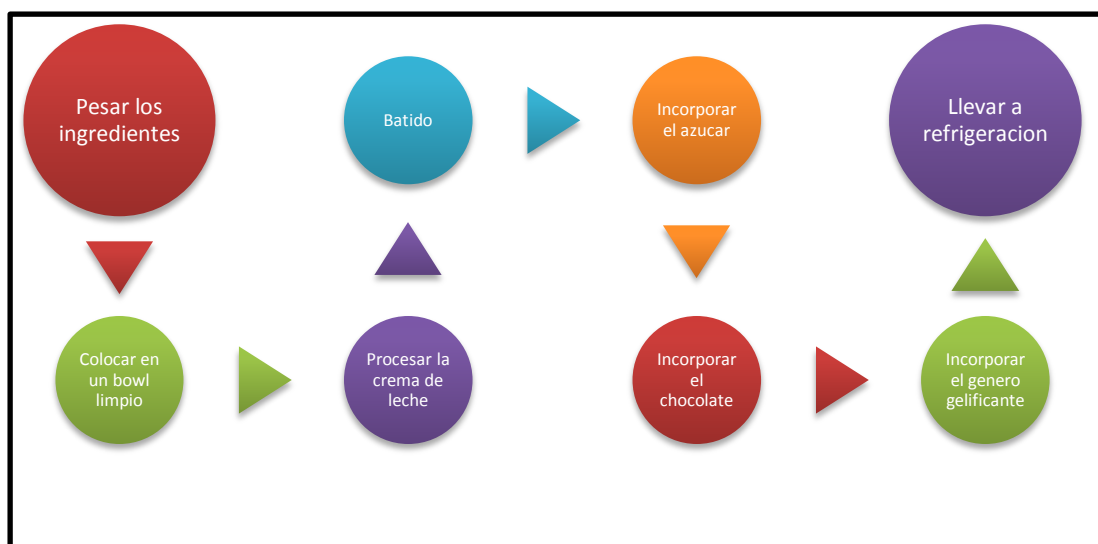 Pesar los
ingredientes
Colocar en
un bowl
limpio
Procesar la
crema de
leche
Batido
Incorporar
el azucar
Incorporar
el
chocolate
Incorporar
el genero
gelificante
Llevar a
refrigeracion